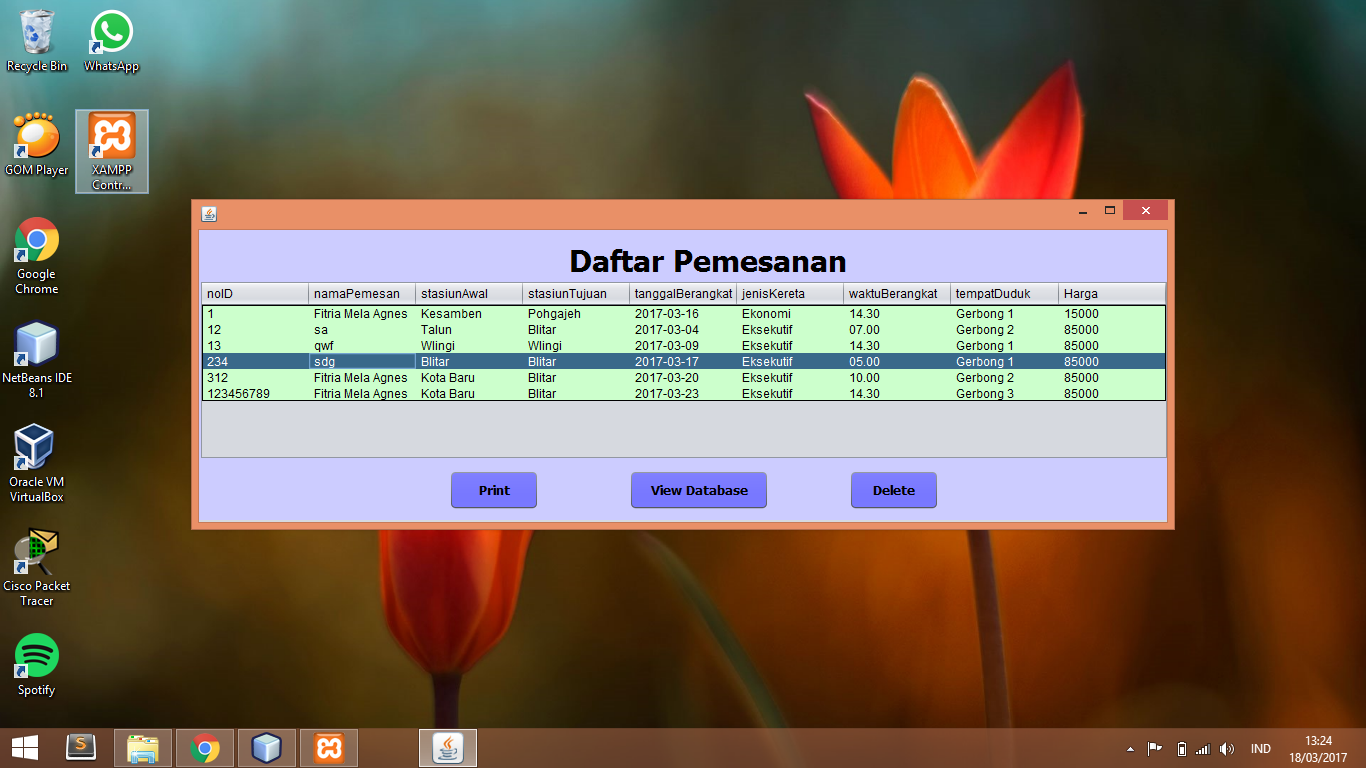 Recycle Bin
WhatsApp
GOM Player
XAMPP
Contr...
Google
Chrome
NetBeans IDE
8.1
Oracle VM
VirtualBox
Cisco Packet
Tracer
Spotify
Daftar Pemesanan
noID namaPemesan stasiunAwal stasiunTujuan tanggalBerangkat jenisKereta waktuBerangkat tempatDuduk Harga
1 Fitria Mela Agnes Kesamben Pohgajeh 2017-03-16 Ekonomi 14.30 Gerbong 1 15000
12 sa Talun Blitar 2017-03-04 Eksekutif 07.00 Gerbong 2 85000
13 qwf Wlingi Wlingi 2017-03-09 Eksekutif 14.30 Gerbong 1 85000
234 sdg Blitar Blitar 2017-03-17 Eksekutif 05.00 Gerbong 1 85000
312 Fitria Mela Agnes Kota Baru Blitar 2017-03-20 Eksekutif 10.00 Gerbong 2 85000
123456789 Fitria Mela Agnes Kota Baru Blitar 2017-03-23 Eksekutif 14.30 Gerbong 3 85000
Print View Database Delete
S
IND
13:24
18/03/2017